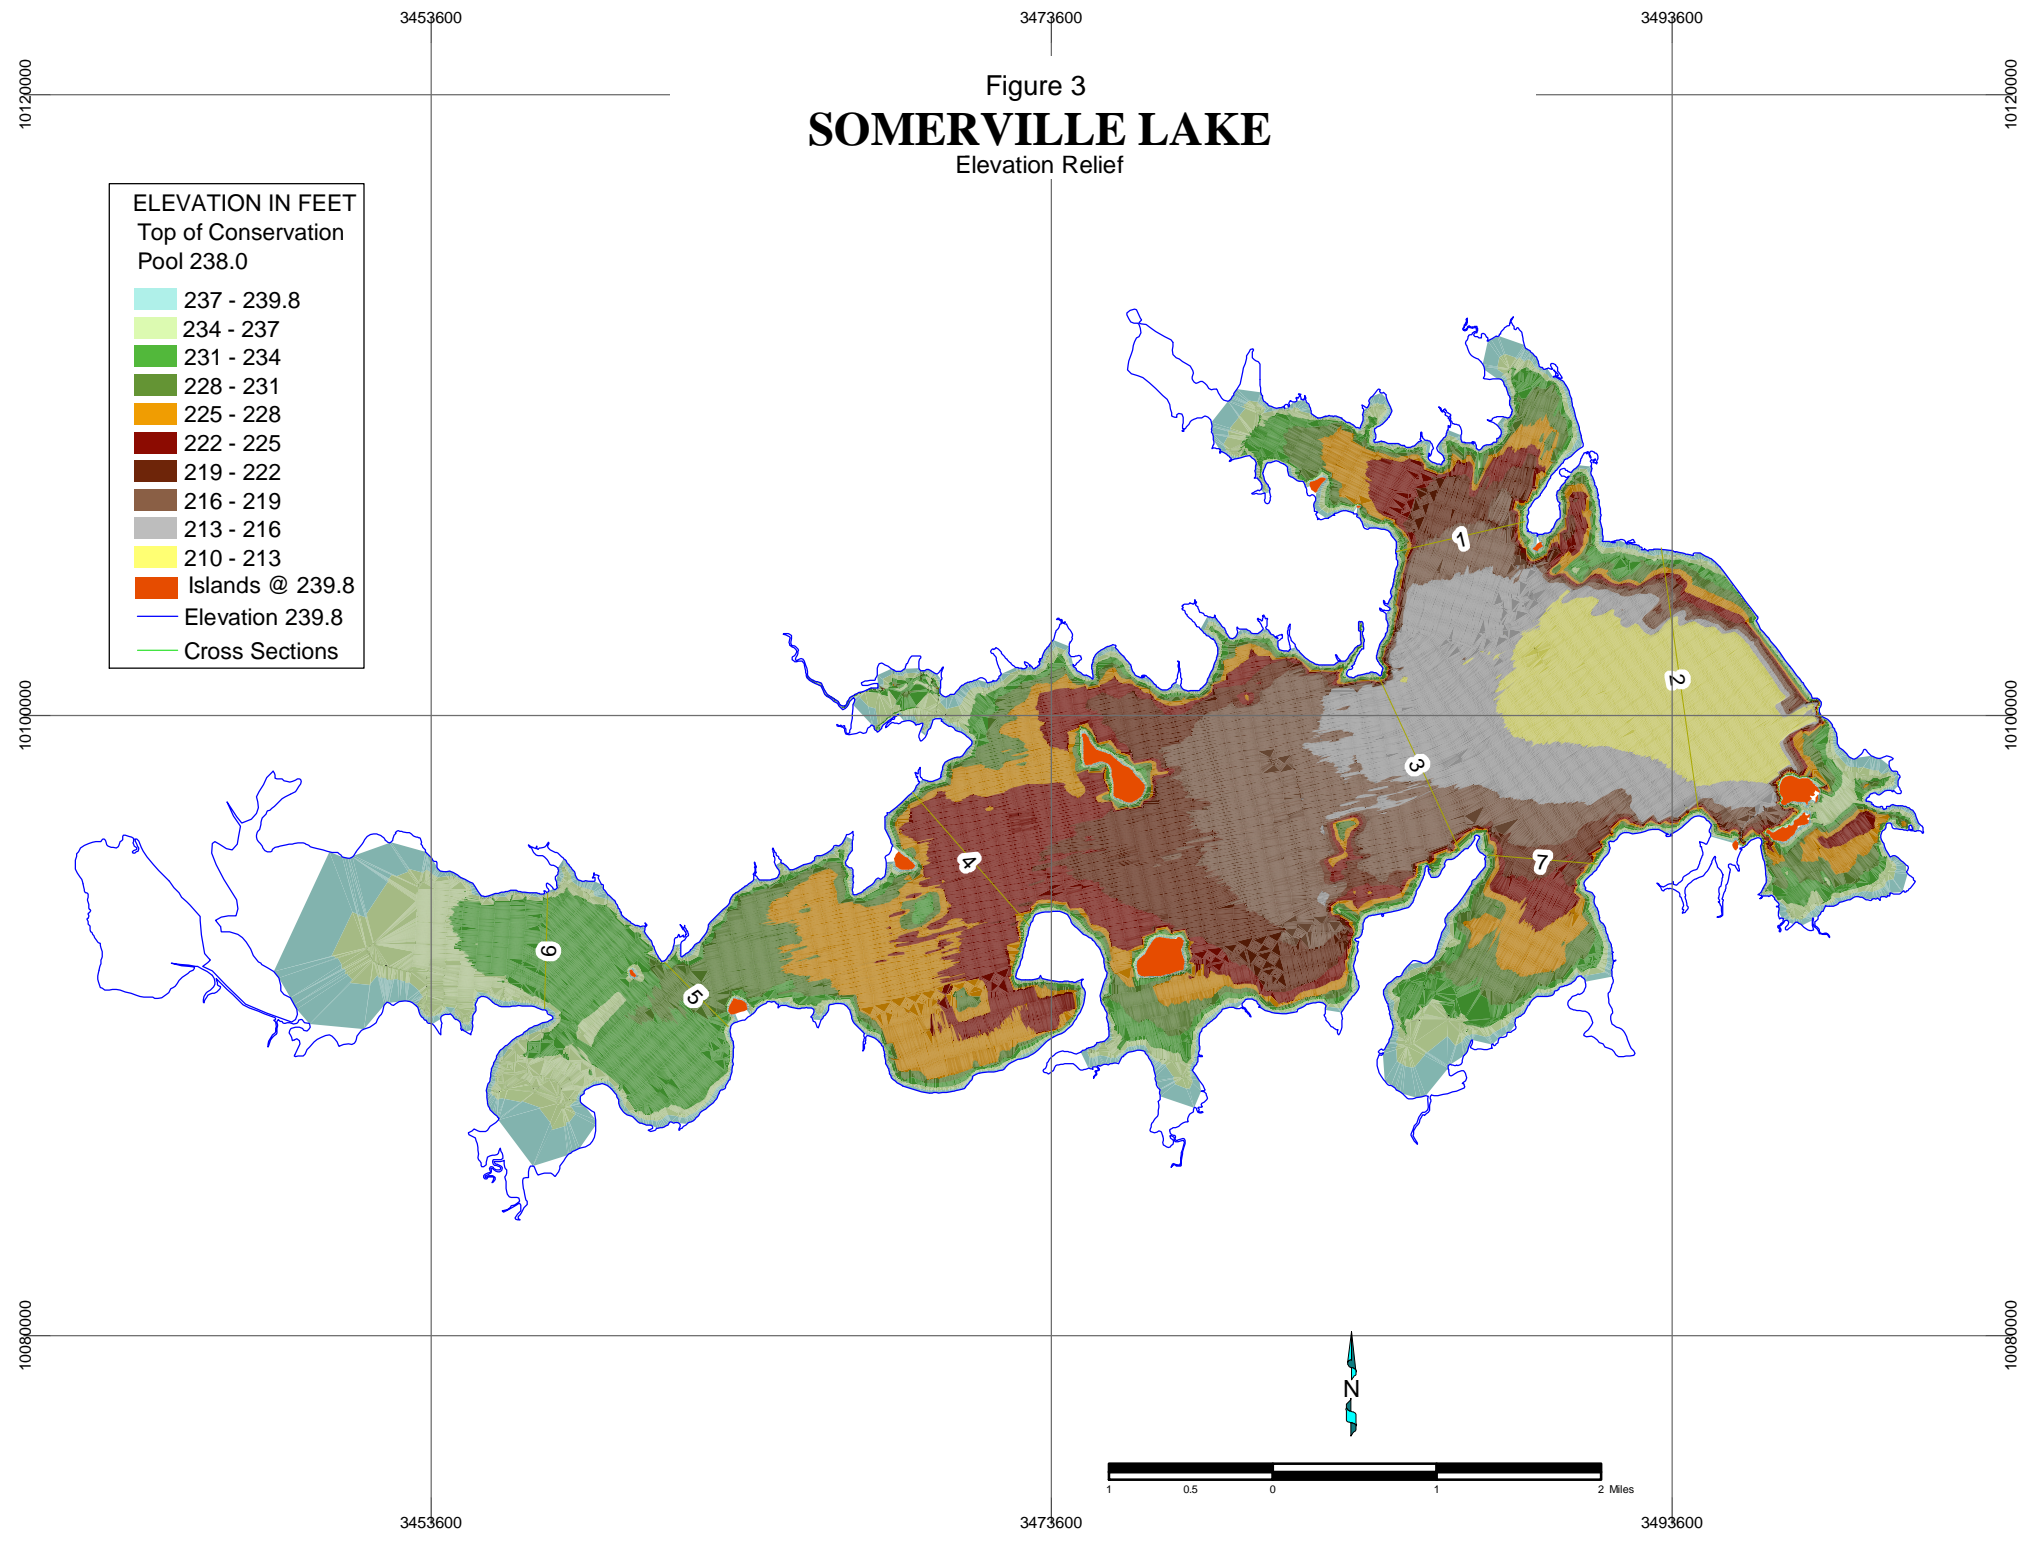 3453600 3473600 3493600
10120000 10120000
Figure 3
SOMERVILLE LAKE
Elevation Relief
ELEVATION IN FEET
Top of Conservation
Pool 238.0
237 - 239.8
234 - 237
231 - 234
228 - 231
225 - 228
222 - 225
219 - 222
216 - 219
213 - 216
210 - 213
Islands @ 239.8
Elevation 239.8
Cross Sections
1
2
10100000 10100000
3
4
7
6
5
10080000 10080000
N
1 0.5 0 1 2 Miles
3453600 3473600 3493600